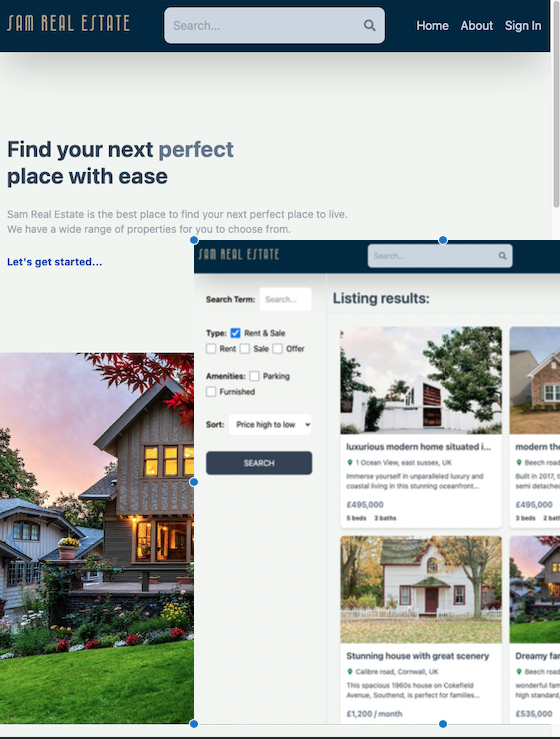 SAM REAL ESTATE
Search...
Home About Sign In
Find your next perfect
place with ease
Sam Real Estate is the best place to find your next perfect place to live.
We have a wide range of properties for you to choose from.
Let's get started...
SAM REAL ESTATE
Search...
Search Term: Search...
Type: Rent & Sale
Rent Sale Offer
Amenities: Parking
Furnished
Sort: Price high to low
SEARCH
Listing results:
luxurious modern home situated i...
1 Ocean View, east sussex, UK
Immerse yourself in unparalleled luxury and
coastal living in this stunning oceanfront...
£495,000
5 beds 3 baths
modern the
Beech road
Built in 2017, t
semi detached
£495,000
3 beds 2 bat
Stunning house with great scenery
Calibre road, Cornwall, UK
This spacious 1960s house on Cokefield
Avenue, Southend, is perfect for families...
£1,200 / month
Dreamy far
Beech road
wonderful fam
high standard,
£535,000